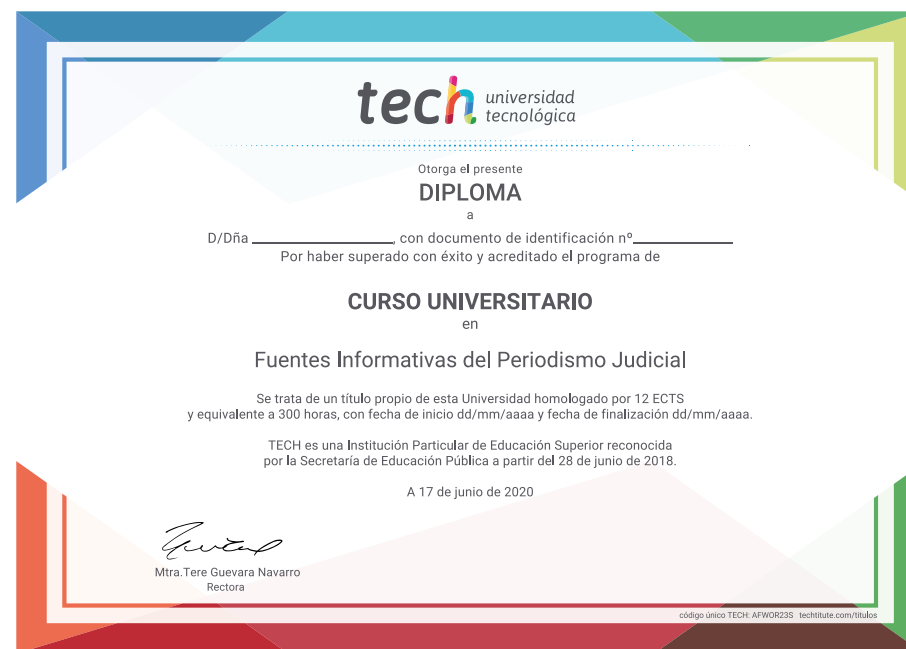 tech universidad
tecnológica
Otorga el presente
DIPLOMA
a
D/Dña ____________________, con documento de identificación nº______________
Por haber superado con éxito y acreditado el programa de
CURSO UNIVERSITARIO
en
Fuentes Informativas del Periodismo Judicial
Se trata de un título propio de esta Universidad homologado por 12 ECTS
y equivalente a 300 horas, con fecha de inicio dd/mm/aaaa y fecha de finalización dd/mm/aaaa.
TECH es una Institución Particular de Educación Superior reconocida
por la Secretaría de Educación Pública a partir del 28 de junio de 2018.
A 17 de junio de 2020
Mtra.Tere Guevara Navarro
Rectora
código único TECH: AFWOR23S techtitute.com/titulos